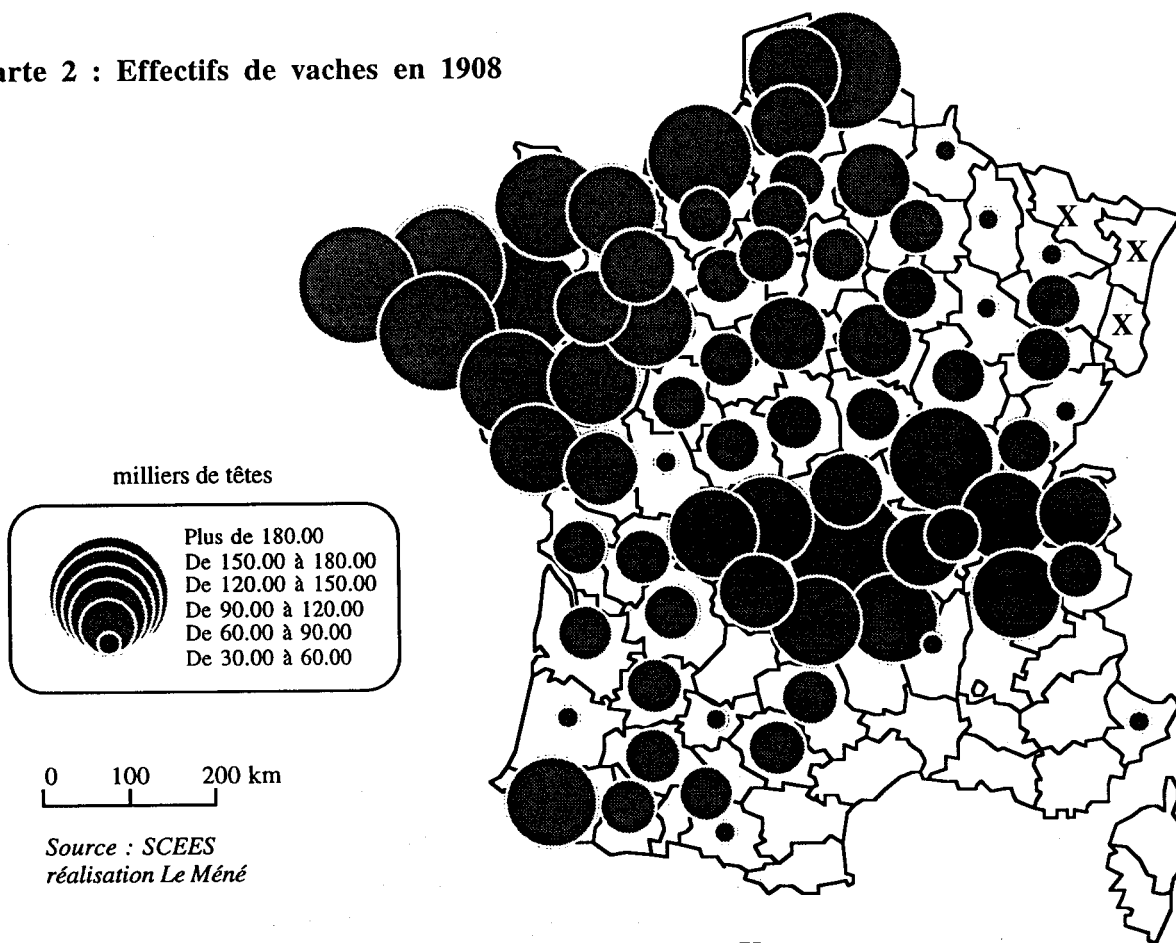 arte 2 : Effectifs de vaches en 1908
X
X
X
milliers de têtes
Plus de 180.00
De 150.00 à 180.00
De 120.00 à 150.00
De 90.00 à 120.00
De 60.00 à 90.00
De 30.00 à 60.00
0 100 200 km
Source : SCEES
réalisation Le Méné